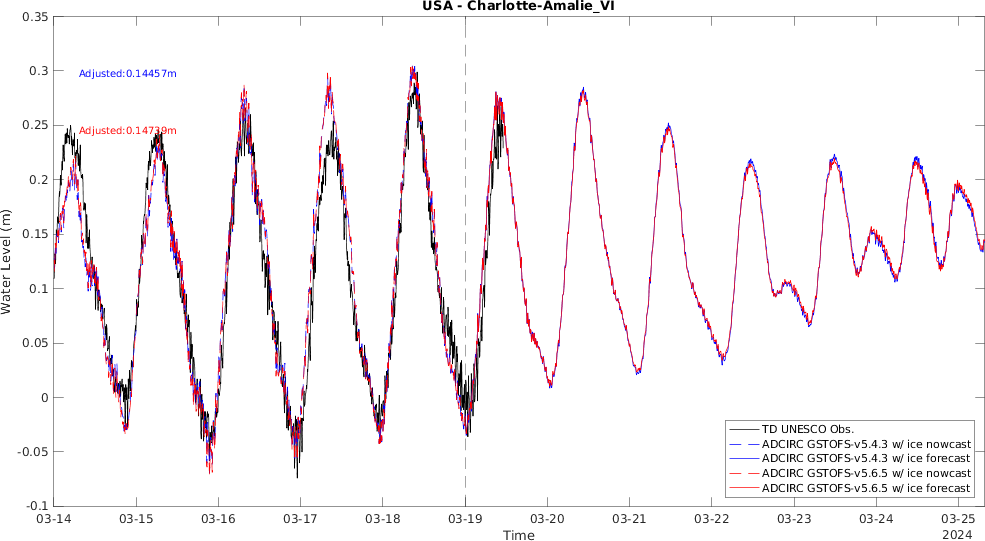 USA - Charlotte-Amalie_VI
0.35
0.3
0.25
0.2
0.15
0.1
0.05
0
-0.05
-0.1
Water Level (m)
Adjusted:0.14457m
Adjusted:0.14739m
TD UNESCO Obs.
ADCIRC GSTOFS-v5.4.3 w/ ice nowcast
ADCIRC GSTOFS-v5.4.3 w/ ice forecast
ADCIRC GSTOFS-v5.6.5 w/ ice nowcast
ADCIRC GSTOFS-v5.6.5 w/ ice forecast
03-14 03-15 03-16 03-17 03-18 03-19 03-20 03-21 03-22 03-23 03-24 03-25
Time
2024